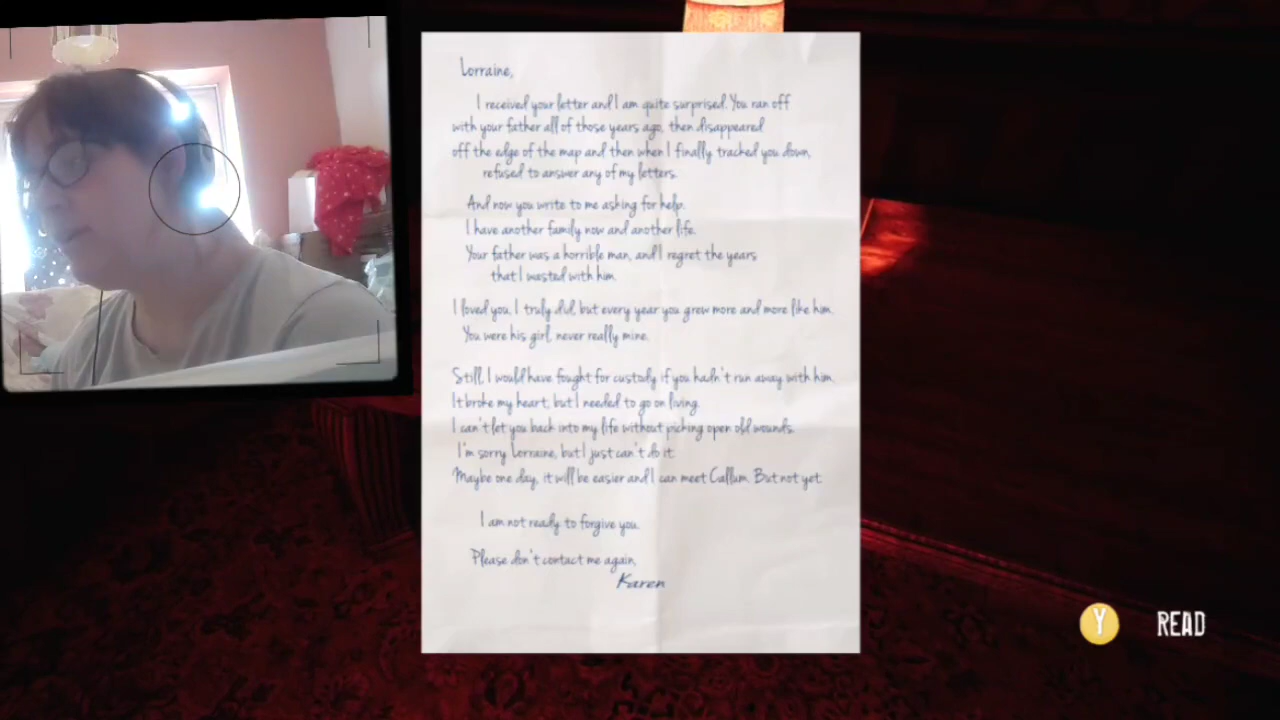 Lorraine,
I received your letter and I am quite surprised. You ran off
with your father all of those years ago, then disappeared
off the edge of the map and then when I finally tracked you down,
refused to answer any of my letters.
And now you write to me asking for help.
I have another family now and another life.
Your father was a horrible man, and I regret the years
that I wasted with him.
I loved you, I truly did, but every year you grew more and more like him.
You were his girl, never really mine.
Still, I would have fought for custody if you hadn't run away with him.
It broke my heart, but I needed to go on living.
I can't let you back into my life without picking open old wounds.
I'm sorry Lorraine, but I just can't do it.
Maybe one day, it will be easier and I can meet Callum. But not yet.
I am not ready to forgive you.
Please don't contact me again,
Karen
Y READ